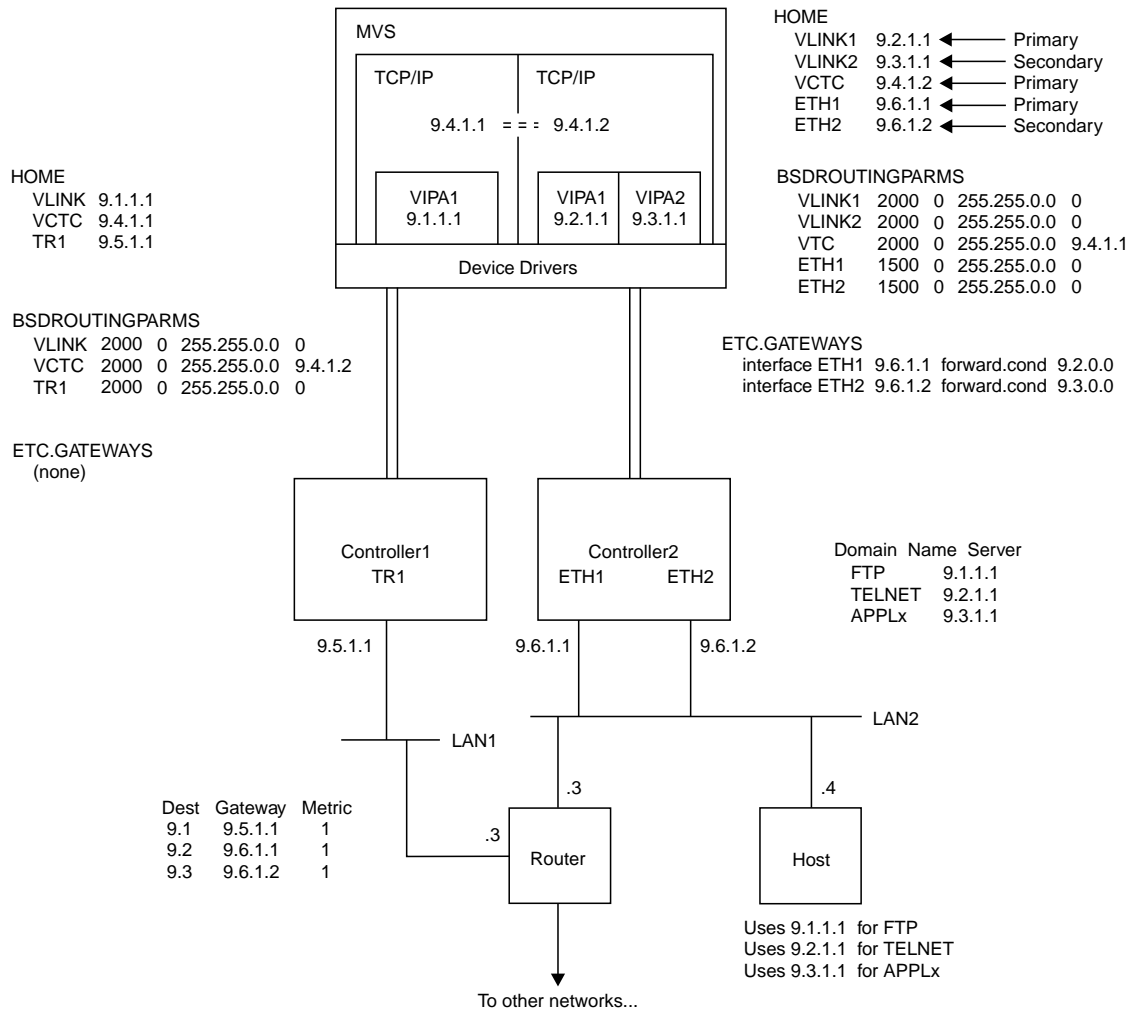 MVS
TCP/IP
TCP/IP
9.4.1.1 = = = 9.4.1.2
VIPA1
9.1.1.1
VIPA1
9.2.1.1
VIPA2
9.3.1.1
Device Drivers
HOME
VLINK1 9.2.1.1 Primary
VLINK2 9.3.1.1 Secondary
VCTC 9.4.1.2 Primary
ETH1 9.6.1.1 Primary
ETH2 9.6.1.2 Secondary
HOME
VLINK 9.1.1.1
VCTC 9.4.1.1
TR1 9.5.1.1
BSDROUTINGPARMS
VLINK1 2000 0 255.255.0.0 0
VLINK2 2000 0 255.255.0.0 0
VTC 2000 0 255.255.0.0 9.4.1.1
ETH1 1500 0 255.255.0.0 0
ETH2 1500 0 255.255.0.0 0
BSDROUTINGPARMS
VLINK 2000 0 255.255.0.0 0
VCTC 2000 0 255.255.0.0 9.4.1.2
TR1 2000 0 255.255.0.0 0
ETC.GATEWAYS
interface ETH1 9.6.1.1 forward.cond 9.2.0.0
interface ETH2 9.6.1.2 forward.cond 9.3.0.0
ETC.GATEWAYS
(none)
Controller1
TR1
Controller2
ETH1 ETH2
Domain Name Server
FTP 9.1.1.1
TELNET 9.2.1.1
APPLx 9.3.1.1
9.5.1.1
9.6.1.1
9.6.1.2
LAN2
LAN1
.3
.4
Dest Gateway Metric
9.1 9.5.1.1 1
9.2 9.6.1.1 1
9.3 9.6.1.2 1
.3
Router
Host
Uses 9.1.1.1 for FTP
Uses 9.2.1.1 for TELNET
Uses 9.3.1.1 for APPLx
To other networks...